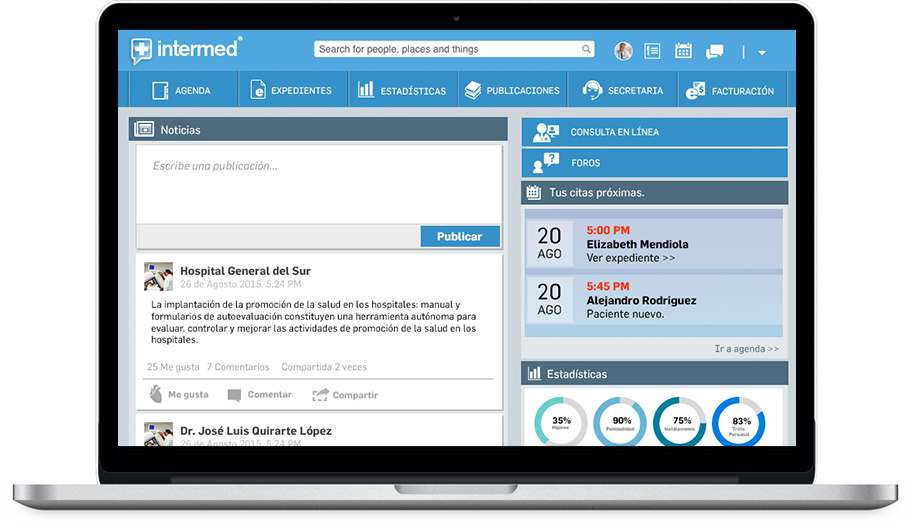 intermed®
Search for people, places and things
AGENDA
EXPEDIENTES
ESTADÍSTICAS
PUBLICACIONES
SECRETARIA
FACTURACIÓN
Noticias
Escribe una publicación...
Publicar
Hospital General del Sur
26 de Agosto 2015. 5:24 PM
La implantación de la promoción de la salud en los hospitales: manual y
formularios de autoevaluación constituyen una herramienta autónoma para
evaluar, controlar y mejorar las actividades de promoción de la salud en los
hospitales.
25 Me gusta 7 Comentarios Compartida 2 veces
Me gusta Comentar Compartir
Dr. José Luis Quirarte López
26 de Agosto 2015. 5:24 PM
CONSULTA EN LÍNEA
FOROS
Tus citas próximas.
20
AGO
5:00 PM
Elizabeth Mendiola
Ver expediente >>
20
AGO
5:45 PM
Alejandro Rodriguez
Paciente nuevo.
Ir a agenda >>
Estadísticas
35%
Higiene
90%
Puntualidad
75%
Instalaciones
83%
Trato
Personal